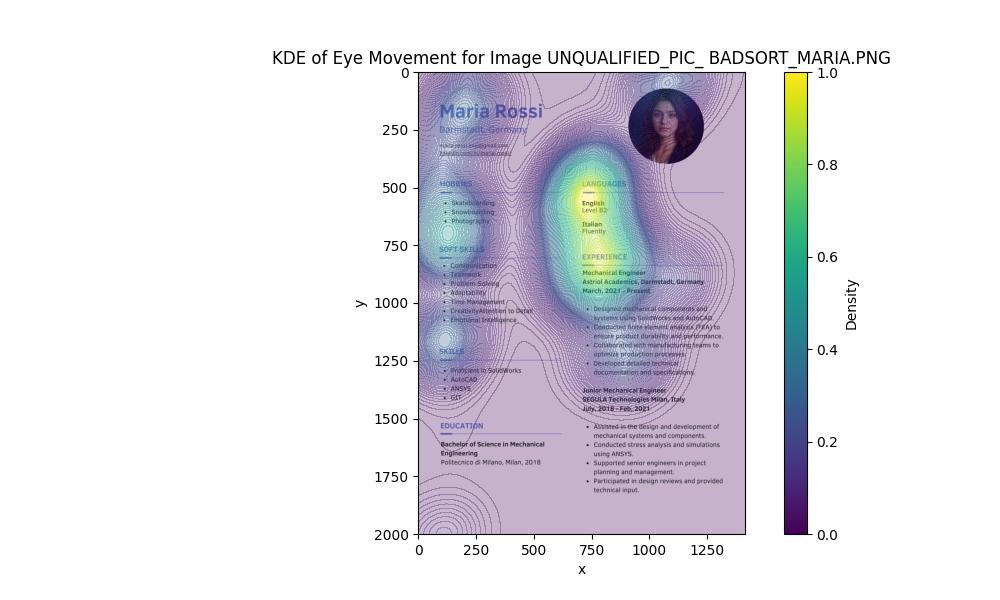 KDE of Eye Movement for Image UNQUALIFIED_PIC_ BADSORT_MARIA.PNG
0
250
500
750
1000
1250
1500
1750
2000
y
0 250 500 750 1000 1250
x
1.0
0.8
0.6
0.4
0.2
0.0
Density
Maria Rossi
Darmstadt, Germany
HOBBIES
• Skateboarding
• Snowboarding
• Photography
SOFT SKILLS
• Communication
• Teamwork
• Problem-Solving
• Adaptability
• Time Management
• CreativityAttention to Detail
• Emotional Intelligence
SKILLS
• Proficient in SolidWorks
• AutoCAD
• ANSYS
• GIT
EDUCATION
Bachelor of Science in Mechanical
Engineering
Politecnico di Milano, Milan, 2018
LANGUAGES
English
Level B2
Italian
Fluently
EXPERIENCE
Mechanical Engineer
Astriol Academics, Darmstadt, Germany
March, 2021 - Present
• Designed mechanical components and
systems using SolidWorks and AutoCAD.
• Conducted finite element analysis (FEA) to
ensure product durability and performance.
• Collaborated with manufacturing teams to
optimize production processes.
• Developed detailed technical
documentation and specifications.
Junior Mechanical Engineer
SEGULA Technologies Milan, Italy
July, 2018 - Feb, 2021
• Assisted in the design and development of
mechanical systems and components.
• Conducted stress analysis and simulations
using ANSYS.
• Supported senior engineers in project
planning and management.
• Participated in design reviews and provided
technical input.